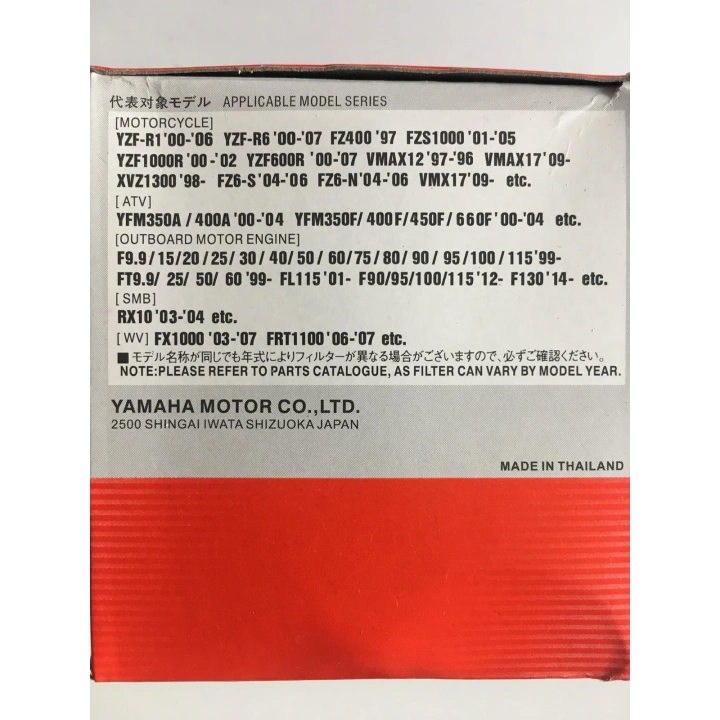 代表対象モデル APPLICABLE MODEL SERIES
[MOTORCYCLE]
YZF-R1'00-'06 YZF-R6'00-'07 FZ400'97 FZS1000'01-'05
YZF1000R'00-'02 YZF600R'00-'07 VMAX12'97-'96 VMAX17'09-
XVZ1300'98- FZ6-S'04-'06 FZ6-N'04-'06 VMX17'09- etc.
[ATV]
YFM350A/400A'00-'04 YFM350F/400F/450F/660F'00-'04 etc.
[OUTBOARD MOTOR ENGINE]
F9.9/15/20/25/30/40/50/60/75/80/90/95/100/115'99-
FT9.9/25/50/60'99- FL115'01- F90/95/100/115'12- F130'14- etc.
[SMB]
RX10'03-'04 etc.
[WV] FX1000'03-'07 FRT1100'06-'07 etc.
■モデル名称が同じでも年式によりフィルターが異なる場合がございますので、必ずご確認ください。
NOTE:PLEASE REFER TO PARTS CATALOGUE, AS FILTER CAN VARY BY MODEL YEAR.
YAMAHA MOTOR CO.,LTD.
2500 SHINGAI IWATA SHIZUOKA JAPAN
MADE IN THAILAND